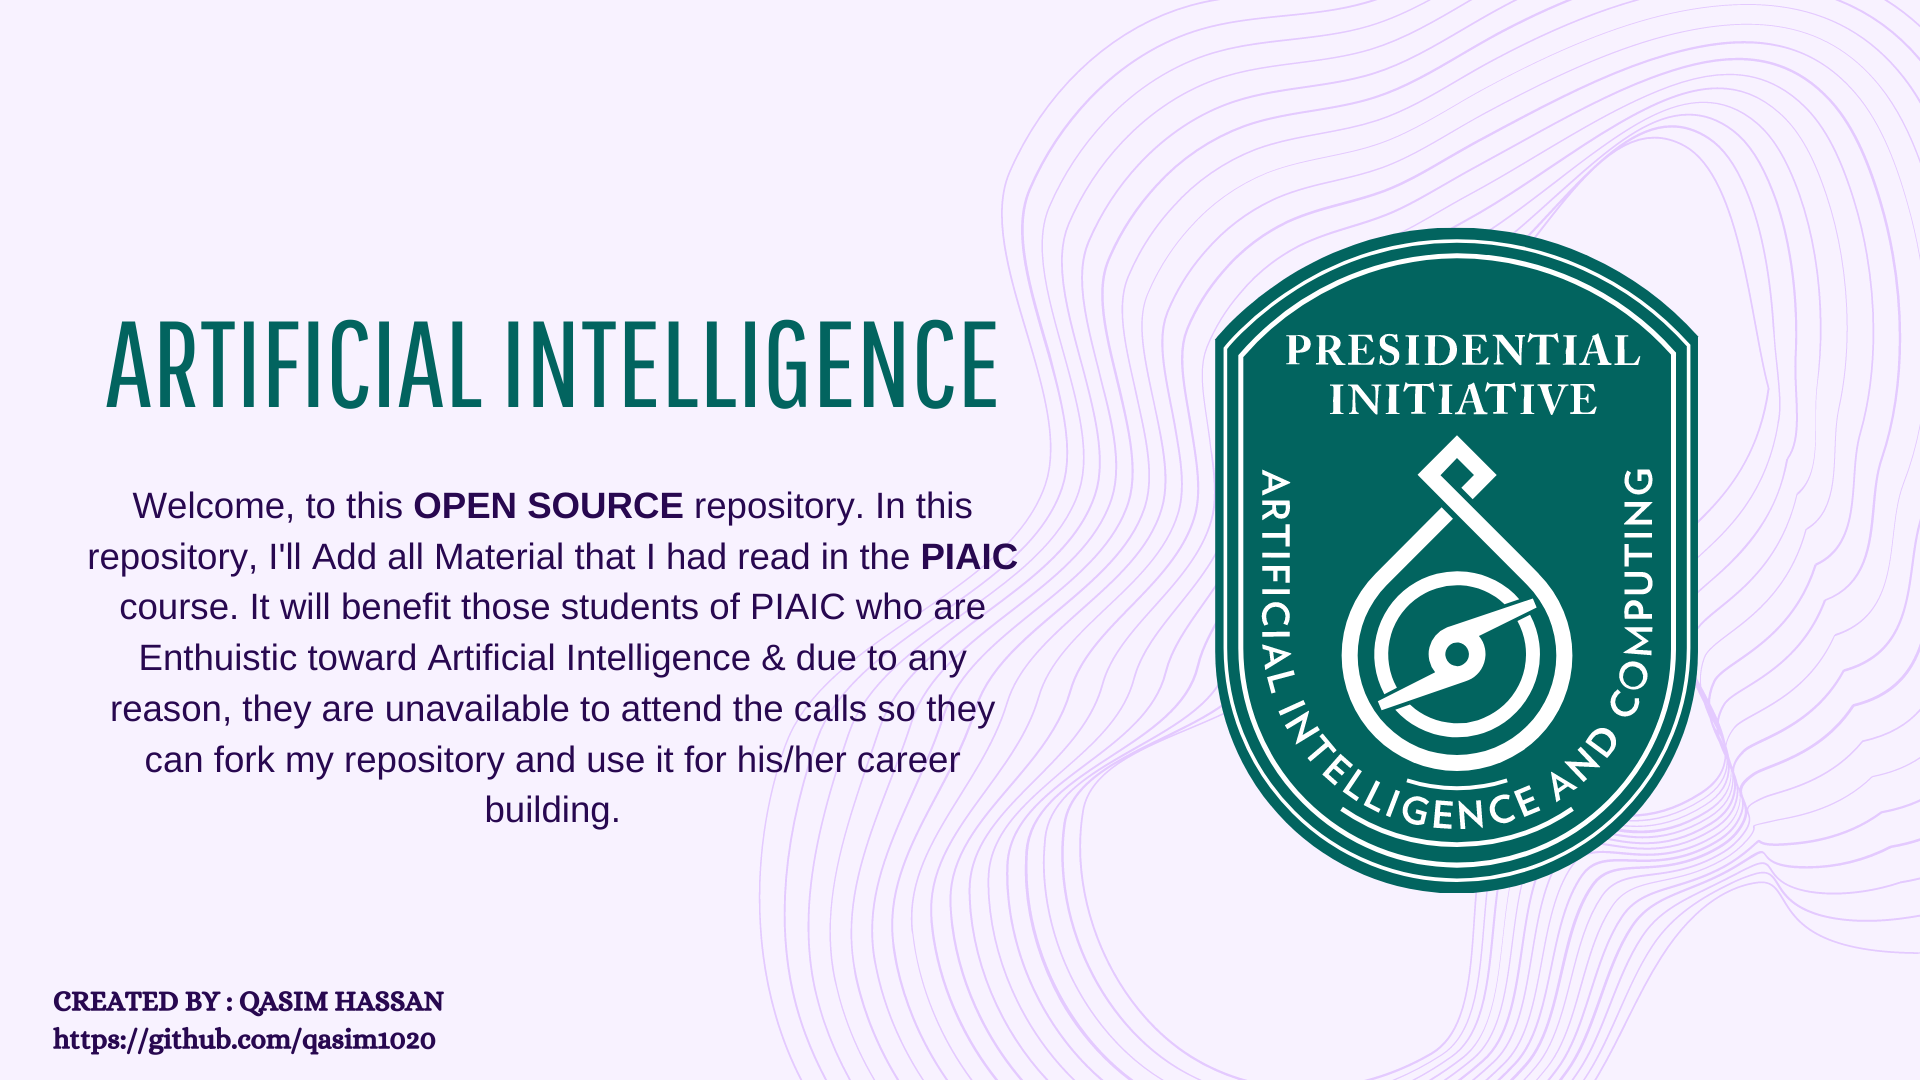 ARTIFICIAL INTELLIGENCE
Welcome, to this OPEN SOURCE repository. In this
repository, I'll Add all Material that I had read in the PIAIC
course. It will benefit those students of PIAIC who are
Enthuistic toward Artificial Intelligence & due to any
reason, they are unavailable to attend the calls so they
can fork my repository and use it for his/her career
building.
CREATED BY : QASIM HASSAN
https://github.com/qasim1020
PRESIDENTIAL
INITIATIVE
ARTIFICIAL INTELLIGENCE AND COMPUTING